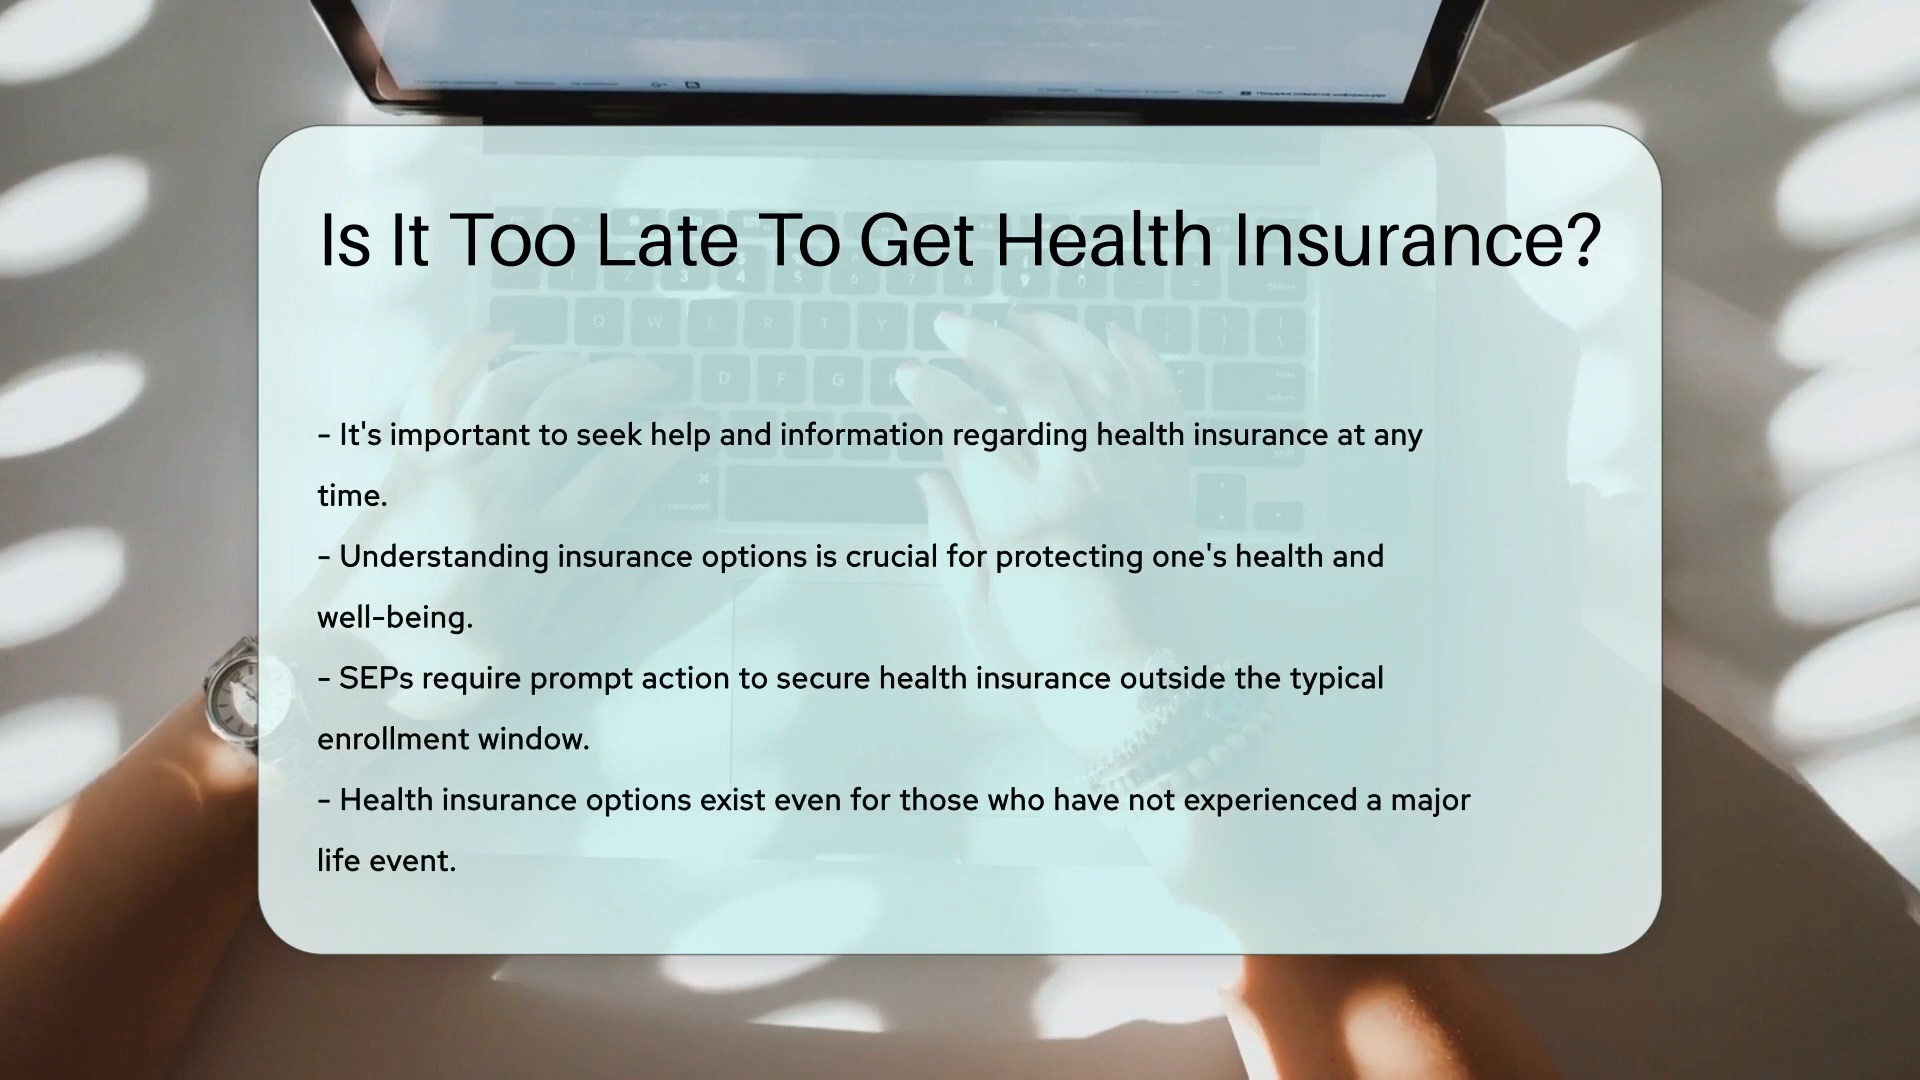 Is It Too Late To Get Health Insurance?
- It's important to seek help and information regarding health insurance at any
time.
- Understanding insurance options is crucial for protecting one's health and
well-being.
- SEPs require prompt action to secure health insurance outside the typical
enrollment window.
- Health insurance options exist even for those who have not experienced a major
life event.